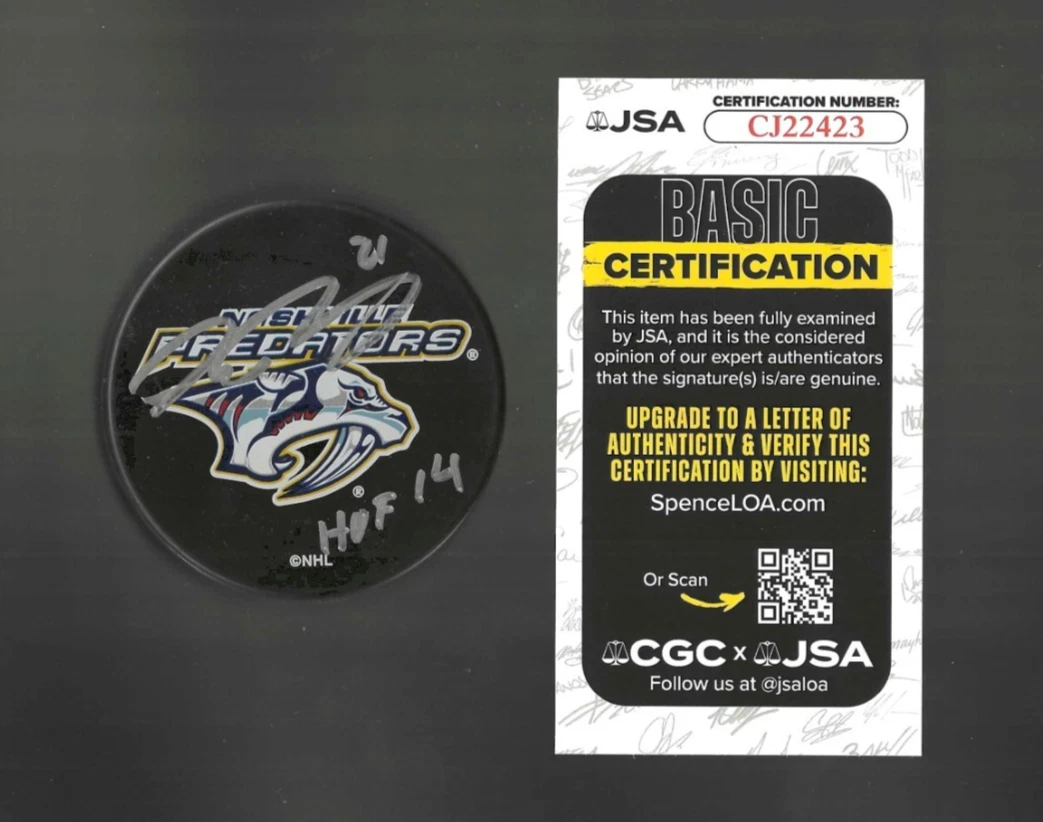 21
NASHVILLE
PREDATORS®
®
HOF 14
©NHL
JSA
CERTIFICATION NUMBER:
CJ22423
BASIC
CERTIFICATION
This item has been fully examined
by JSA, and it is the considered
opinion of our expert authenticators
that the signature(s) is/are genuine.
UPGRADE TO A LETTER OF
AUTHENTICITY & VERIFY THIS
CERTIFICATION BY VISITING:
SpenceLOA.com
Or Scan
CGC x JSA
Follow us at @jsaloa